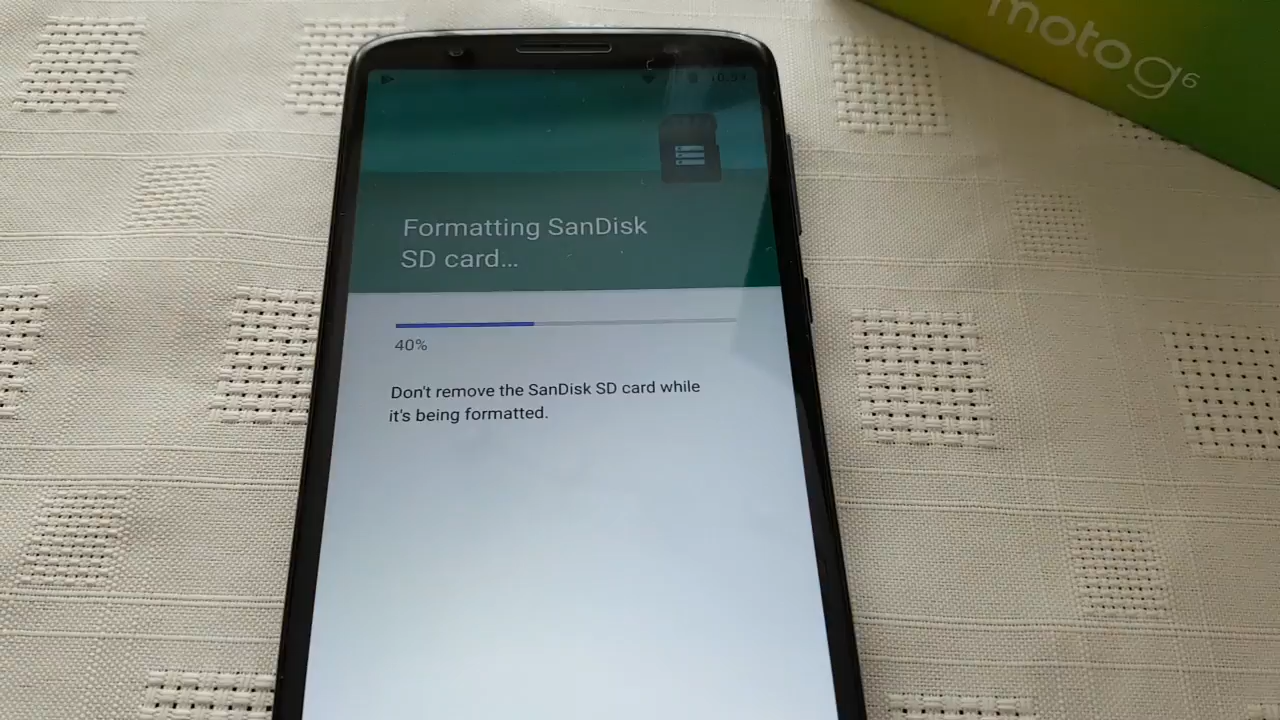 moto g6
Formatting SanDisk
SD card...
40%
Don't remove the SanDisk SD card while
it's being formatted.